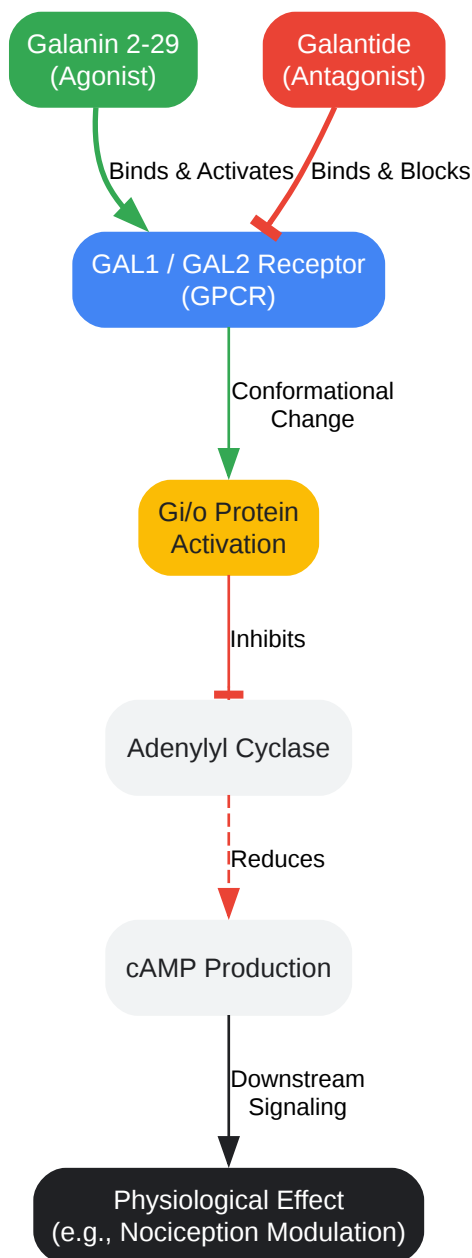 Galanin 2-29
(Agonist)
Galantide
(Antagonist)
Binds & Activates
Binds & Blocks
GAL1 / GAL2 Receptor
(GPCR)
Conformational
Change
Gi/o Protein
Activation
Inhibits
Adenylyl Cyclase
Reduces
cAMP Production
Downstream
Signaling
Physiological Effect
(e.g., Nociception Modulation)